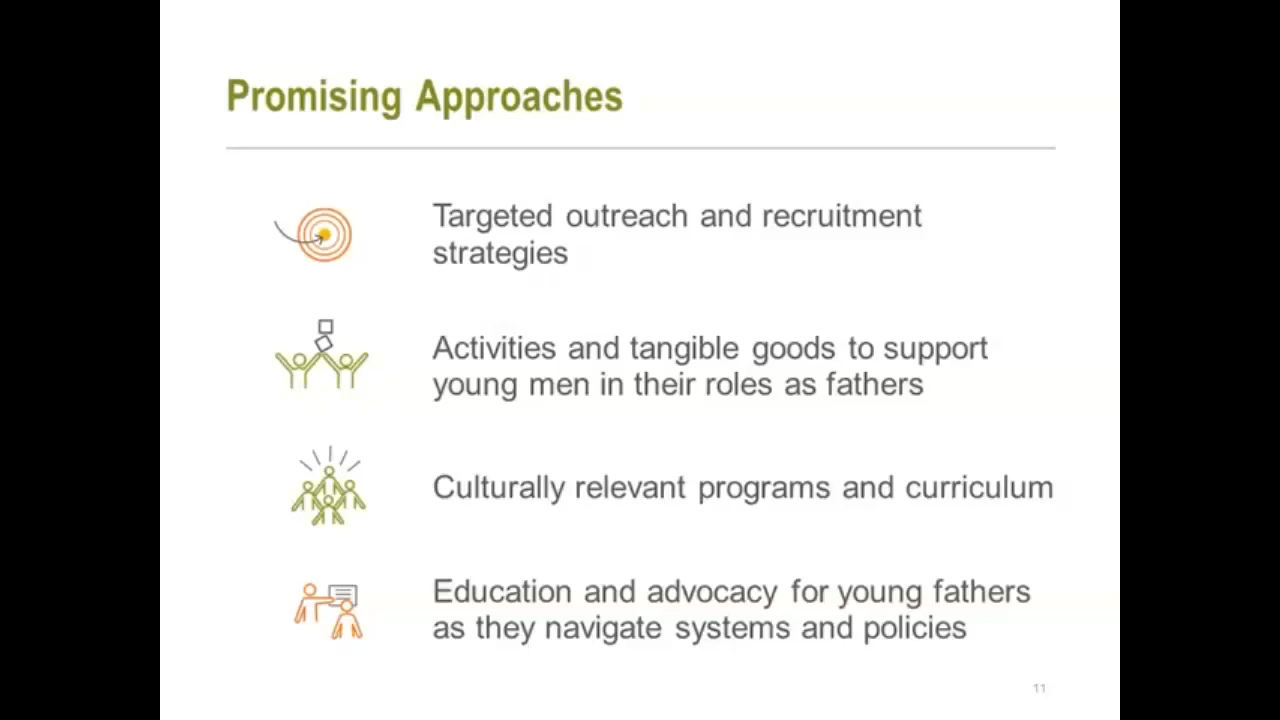 Promising Approaches
Targeted outreach and recruitment
strategies
Activities and tangible goods to support
young men in their roles as fathers
Culturally relevant programs and curriculum
Education and advocacy for young fathers
as they navigate systems and policies
11